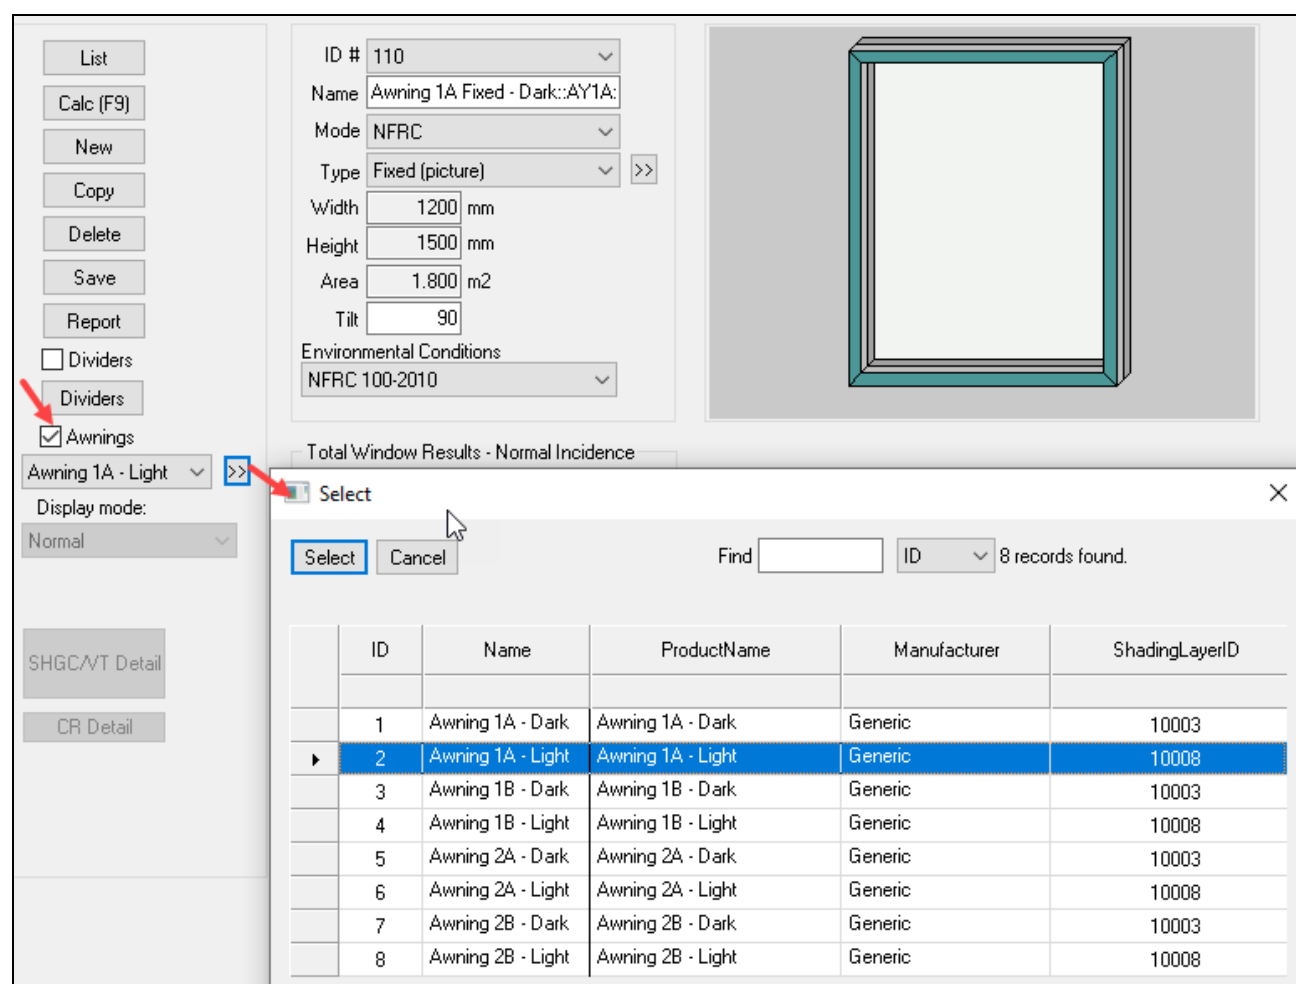 List
Calc (F9)
New
Copy
Delete
Save
Report
Dividers
Dividers
Awnings
Awning 1A - Light
>>
Display mode:
Normal
SHGC/VT Detail
CR Detail
ID # 110
Name Awning 1A Fixed - Dark::AY1A:
Mode NFRC
Type Fixed (picture) >>
Width 1200 mm
Height 1500 mm
Area 1.800 m2
Tilt 90
Environmental Conditions
NFRC 100-2010
Total Window Results - Normal Incidence
Select
Select Cancel Find ID 8 records found.
ID Name ProductName Manufacturer ShadingLayerID
1 Awning 1A - Dark Awning 1A - Dark Generic 10003
2 Awning 1A - Light Awning 1A - Light Generic 10008
3 Awning 1B - Dark Awning 1B - Dark Generic 10003
4 Awning 1B - Light Awning 1B - Light Generic 10008
5 Awning 2A - Dark Awning 2A - Dark Generic 10003
6 Awning 2A - Light Awning 2A - Light Generic 10008
7 Awning 2B - Dark Awning 2B - Dark Generic 10003
8 Awning 2B - Light Awning 2B - Light Generic 10008